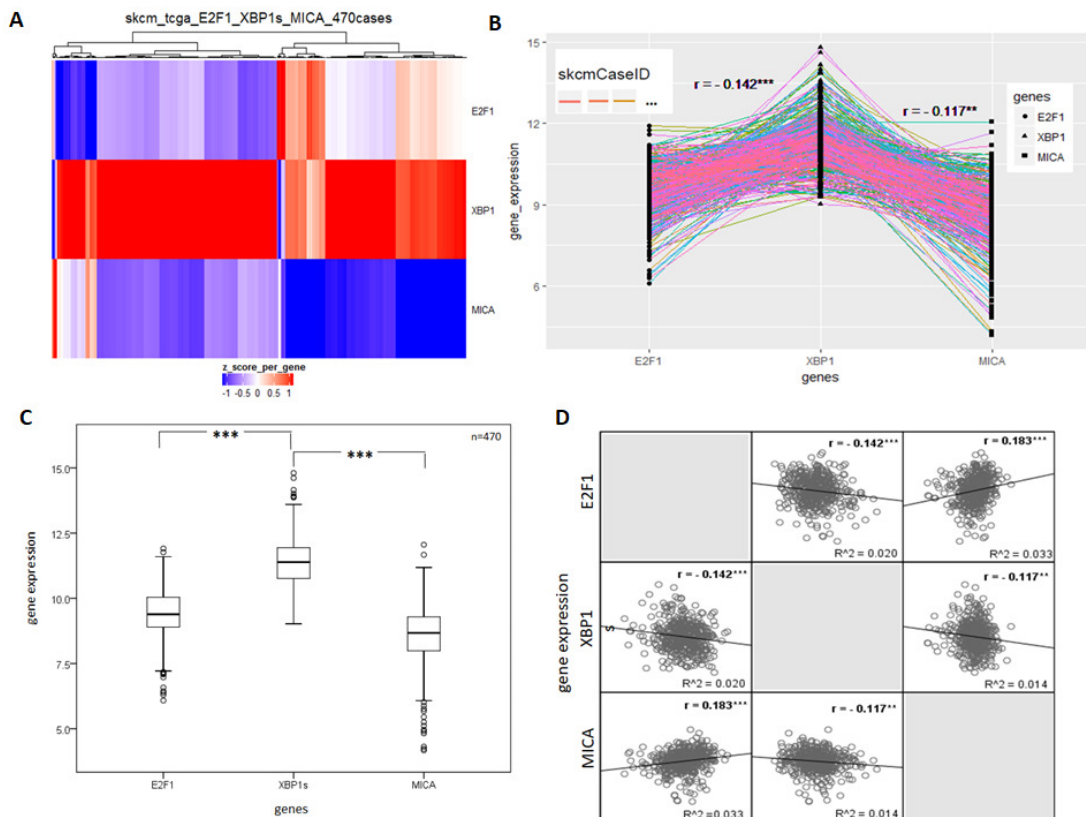 A
skcm_tcga_E2F1_XBP1s_MICA_470cases
E2F1
XBP1
MICA
z_score_per_gene
-1 -0.5 0 0.5 1
B
15
12
9
6
gene_expression
skcmCaseID
...
r = - 0.142***
r = - 0.117**
genes
E2F1
XBP1
MICA
E2F1 XBP1 MICA
genes
C
n=470
*** ***
15.0
12.5
10.0
7.5
5.0
gene expression
E2F1 XBP1s MICA
genes
D
gene expression
E2F1
r = - 0.142***
R^2 = 0.020
r = 0.183***
R^2 = 0.033
XBP1
s
r = - 0.142***
R^2 = 0.020
r = - 0.117**
R^2 = 0.014
MICA
r = 0.183***
R^2 = 0.033
r = - 0.117**
R^2 = 0.014